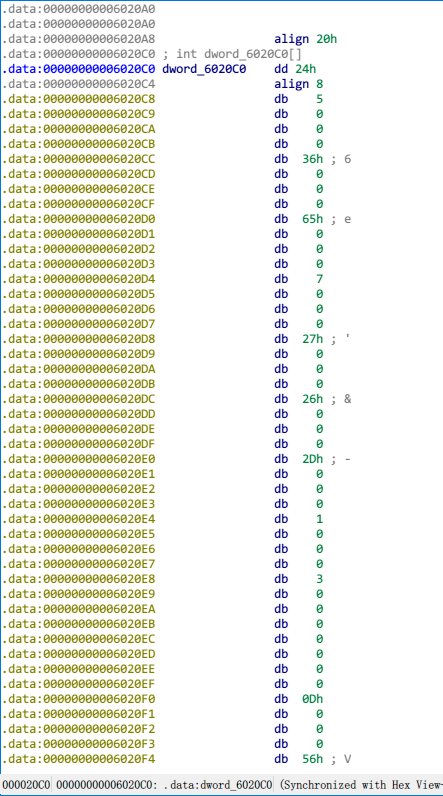 .data:00000000006020A0
.data:00000000006020A0
.data:00000000006020A8 align 20h
.data:00000000006020C0 ; int dword_6020C0[]
.data:00000000006020C0 dword_6020C0 dd 24h
.data:00000000006020C4 align 8
.data:00000000006020C8 db 5
.data:00000000006020C9 db 0
.data:00000000006020CA db 0
.data:00000000006020CB db 0
.data:00000000006020CC db 36h ; 6
.data:00000000006020CD db 0
.data:00000000006020CE db 0
.data:00000000006020CF db 0
.data:00000000006020D0 db 65h ; e
.data:00000000006020D1 db 0
.data:00000000006020D2 db 0
.data:00000000006020D3 db 0
.data:00000000006020D4 db 7
.data:00000000006020D5 db 0
.data:00000000006020D6 db 0
.data:00000000006020D7 db 0
.data:00000000006020D8 db 27h ; '
.data:00000000006020D9 db 0
.data:00000000006020DA db 0
.data:00000000006020DB db 0
.data:00000000006020DC db 26h ; &
.data:00000000006020DD db 0
.data:00000000006020DE db 0
.data:00000000006020DF db 0
.data:00000000006020E0 db 2Dh ; -
.data:00000000006020E1 db 0
.data:00000000006020E2 db 0
.data:00000000006020E3 db 0
.data:00000000006020E4 db 1
.data:00000000006020E5 db 0
.data:00000000006020E6 db 0
.data:00000000006020E7 db 0
.data:00000000006020E8 db 3
.data:00000000006020E9 db 0
.data:00000000006020EA db 0
.data:00000000006020EB db 0
.data:00000000006020EC db 0
.data:00000000006020ED db 0
.data:00000000006020EE db 0
.data:00000000006020EF db 0
.data:00000000006020F0 db 0Dh
.data:00000000006020F1 db 0
.data:00000000006020F2 db 0
.data:00000000006020F3 db 0
.data:00000000006020F4 db 56h ; V
000020C0 00000000006020C0: .data:dword_6020C0 (Synchronized with Hex View-